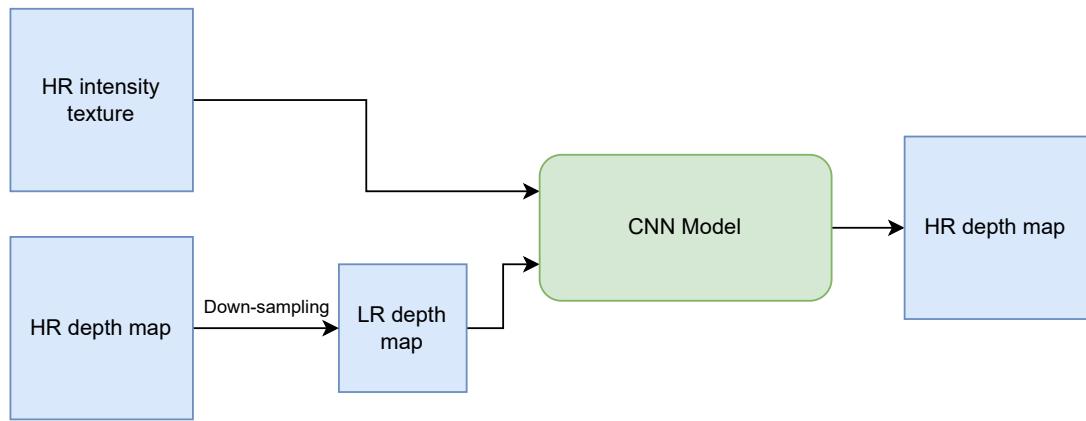 HR intensity
texture
HR depth map
Down-sampling
LR depth
map
CNN Model
HR depth map